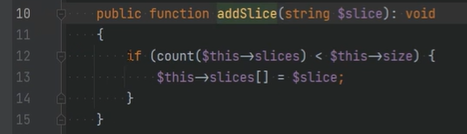 10 public function addSlice(string $slice): void
11 {
12 if (count($this->slices) < $this->size) {
13 $this->slices[] = $slice;
14 }
15 }